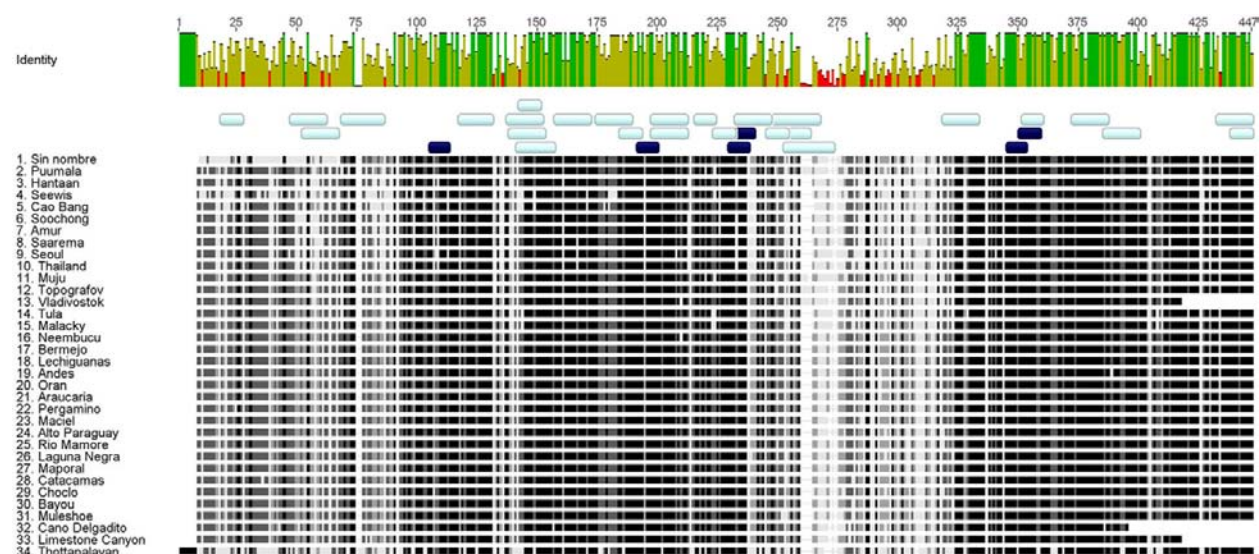 1 25 50 75 100 125 150 175 200 225 250 275 300 325 350 375 400 425 447
Identity
1. Sin nombre
2. Puumala
3. Hantaan
4. Seewis
5. Cao Bang
6. Soochong
7. Amur
8. Saarema
9. Seoul
10. Thailand
11. Muju
12. Topografov
13. Vladivostok
14. Tula
15. Malacky
16. Neembucu
17. Bermejo
18. Lechiguanas
19. Andes
20. Oran
21. Araucaria
22. Pergamino
23. Maciel
24. Alto Paraguay
25. Rio Mamore
26. Laguna Negra
27. Maporal
28. Catacamas
29. Choclo
30. Bayou
31. Muleshoe
32. Cano Delgadito
33. Limestone Canyon
34. Thottapalayan